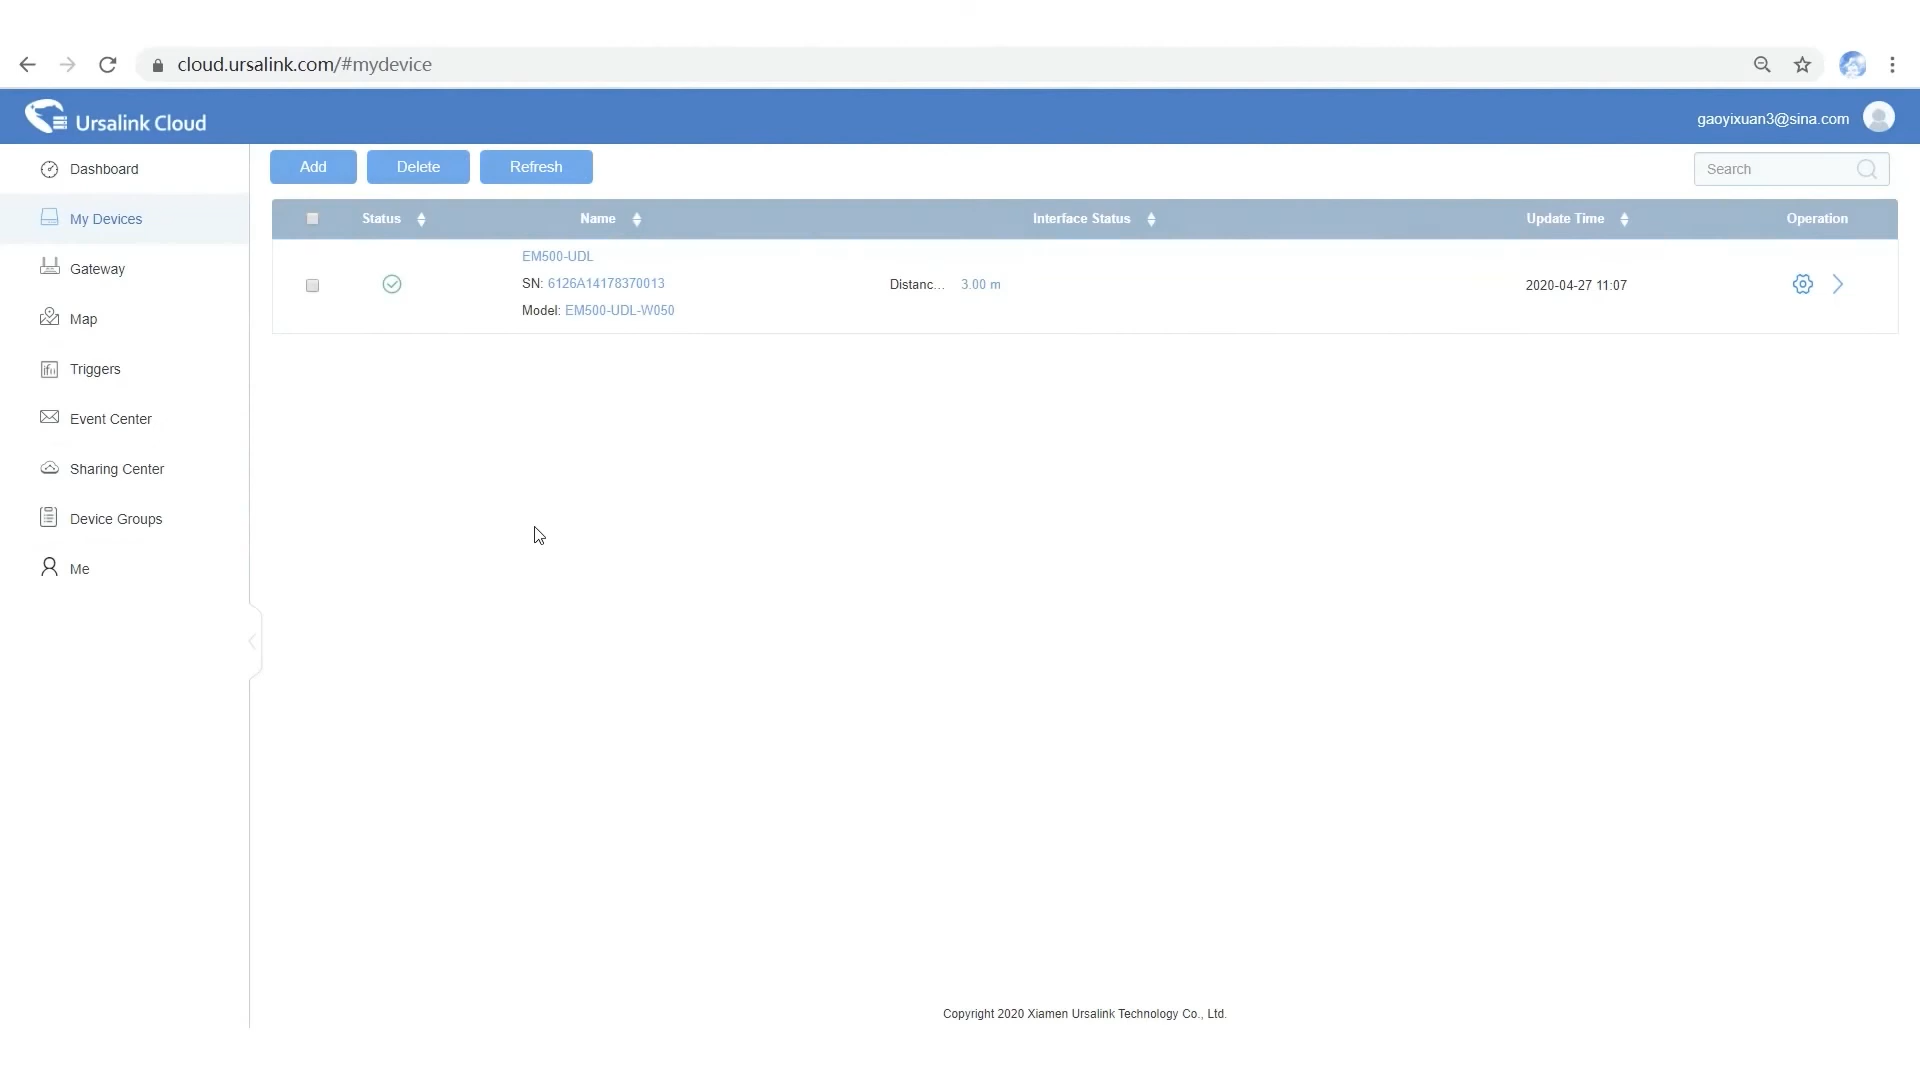 cloud.ursalink.com/#mydevice
Ursalink Cloud
gaoyixuan3@sina.com
Dashboard
My Devices
Gateway
Map
Triggers
Event Center
Sharing Center
Device Groups
Me
Add Delete Refresh
Search
Status Name Interface Status Update Time Operation
EM500-UDL
SN: 6126A14178370013
Model: EM500-UDL-W050
Distanc... 3.00 m
2020-04-27 11:07
Copyright 2020 Xiamen Ursalink Technology Co., Ltd.